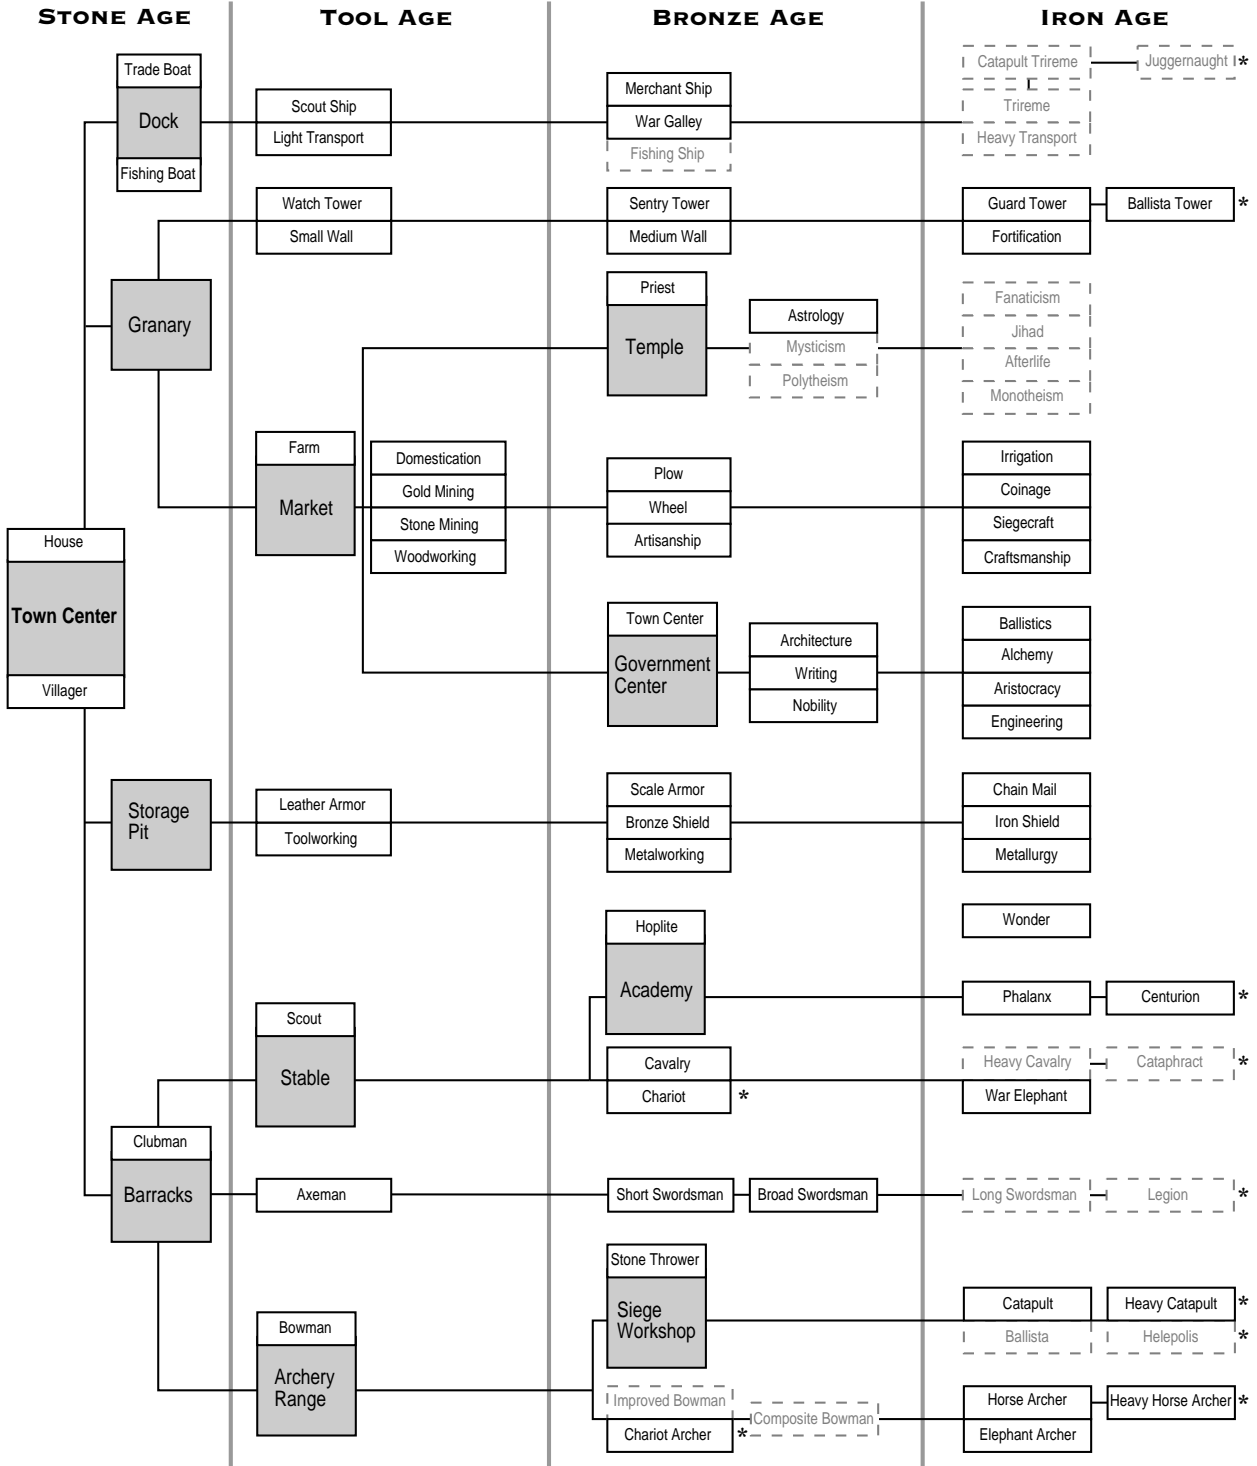 STONE AGE
TOOL AGE
BRONZE AGE
IRON AGE
Trade Boat
Dock
Fishing Boat
Scout Ship
Light Transport
Merchant Ship
War Galley
Fishing Ship
Catapult Trireme
Juggernaught *
Trireme
Heavy Transport
Granary
Watch Tower
Small Wall
Sentry Tower
Medium Wall
Guard Tower
Ballista Tower *
Fortification
Priest
Temple
Astrology
Mysticism
Polytheism
Fanaticism
Jihad
Afterlife
Monotheism
Farm
Market
Domestication
Gold Mining
Stone Mining
Woodworking
Plow
Wheel
Artisanship
Irrigation
Coinage
Siegecraft
Craftsmanship
House
Town Center
Villager
Town Center
Government
Center
Architecture
Writing
Nobility
Ballistics
Alchemy
Aristocracy
Engineering
Storage
Pit
Leather Armor
Toolworking
Scale Armor
Bronze Shield
Metalworking
Chain Mail
Iron Shield
Metallurgy
Wonder
Hoplite
Academy
Phalanx
Centurion *
Scout
Stable
Cavalry
Chariot *
Heavy Cavalry
Cataphract *
War Elephant
Clubman
Barracks
Axeman
Short Swordsman
Broad Swordsman
Long Swordsman
Legion *
Stone Thrower
Siege
Workshop
Catapult
Heavy Catapult *
Ballista
Helepolis *
Bowman
Archery
Range
Improved Bowman
Chariot Archer *
Composite Bowman
Horse Archer
Heavy Horse Archer *
Elephant Archer